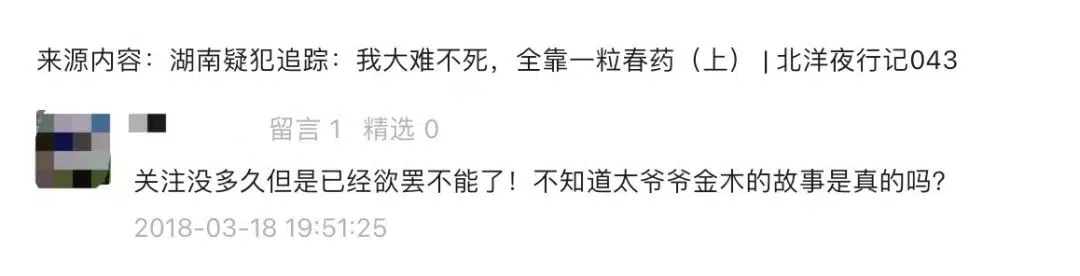 来源内容：湖南疑犯追踪：我大难不死，全靠一粒春药（上） | 北洋夜行记043
留言 1 精选 0
关注没多久但是已经欲罢不能了！不知道太爷爷金木的故事是真的吗？
2018-03-18 19:51:25